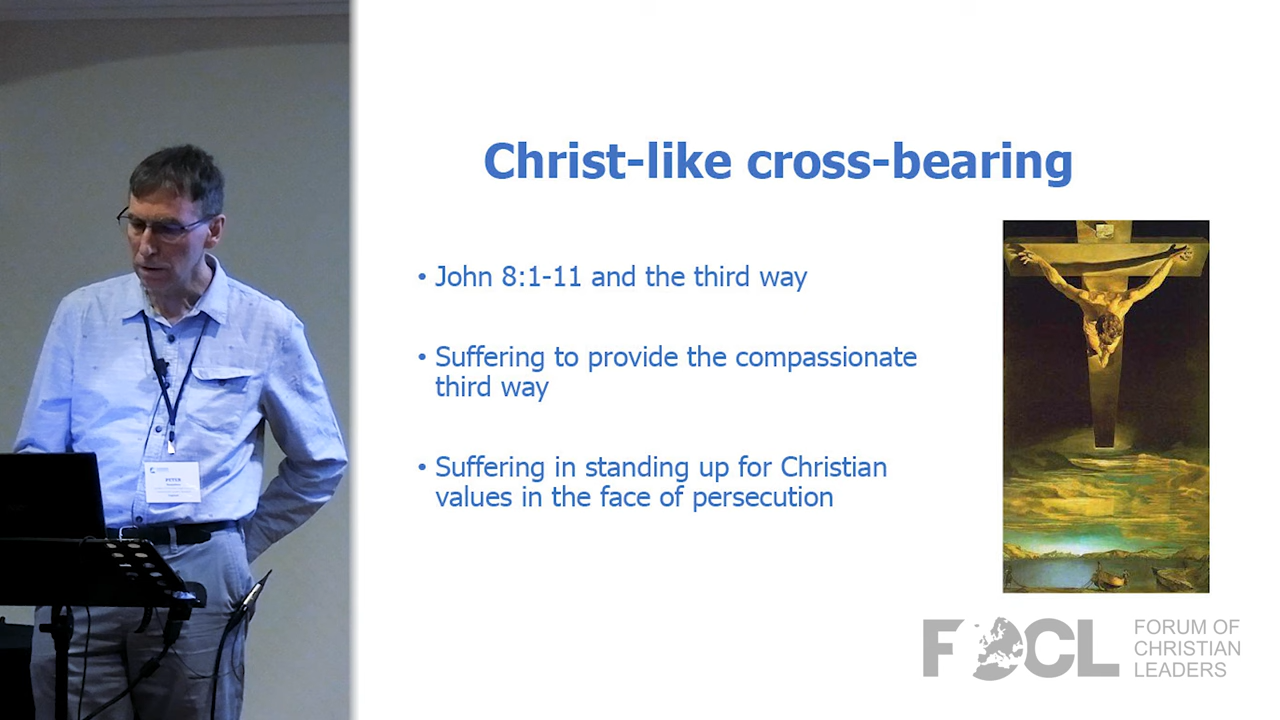 Christ-like cross-bearing
• John 8:1-11 and the third way
• Suffering to provide the compassionate
third way
• Suffering in standing up for Christian
values in the face of persecution
PETER
FOCL
FORUM OF
CHRISTIAN
LEADERS